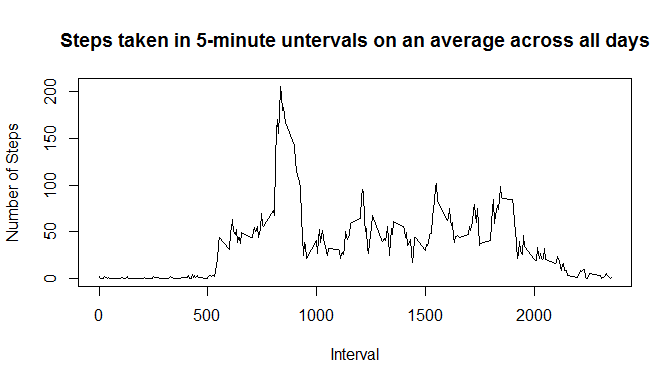 Steps taken in 5-minute untervals on an average across all days
Number of Steps
200
150
100
50
0
0 500 1000 1500 2000
Interval